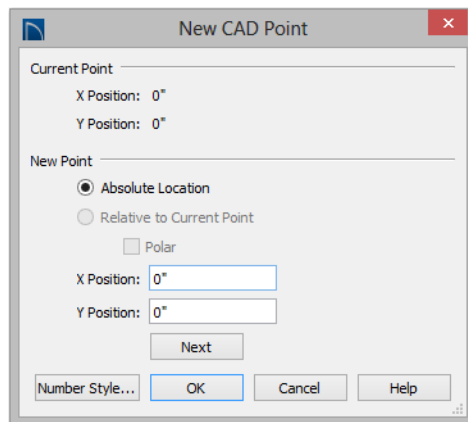 New CAD Point
Current Point
X Position: 0"
Y Position: 0"
New Point
Absolute Location
Relative to Current Point
Polar
X Position: 0"
Y Position: 0"
Next
Number Style... OK Cancel Help